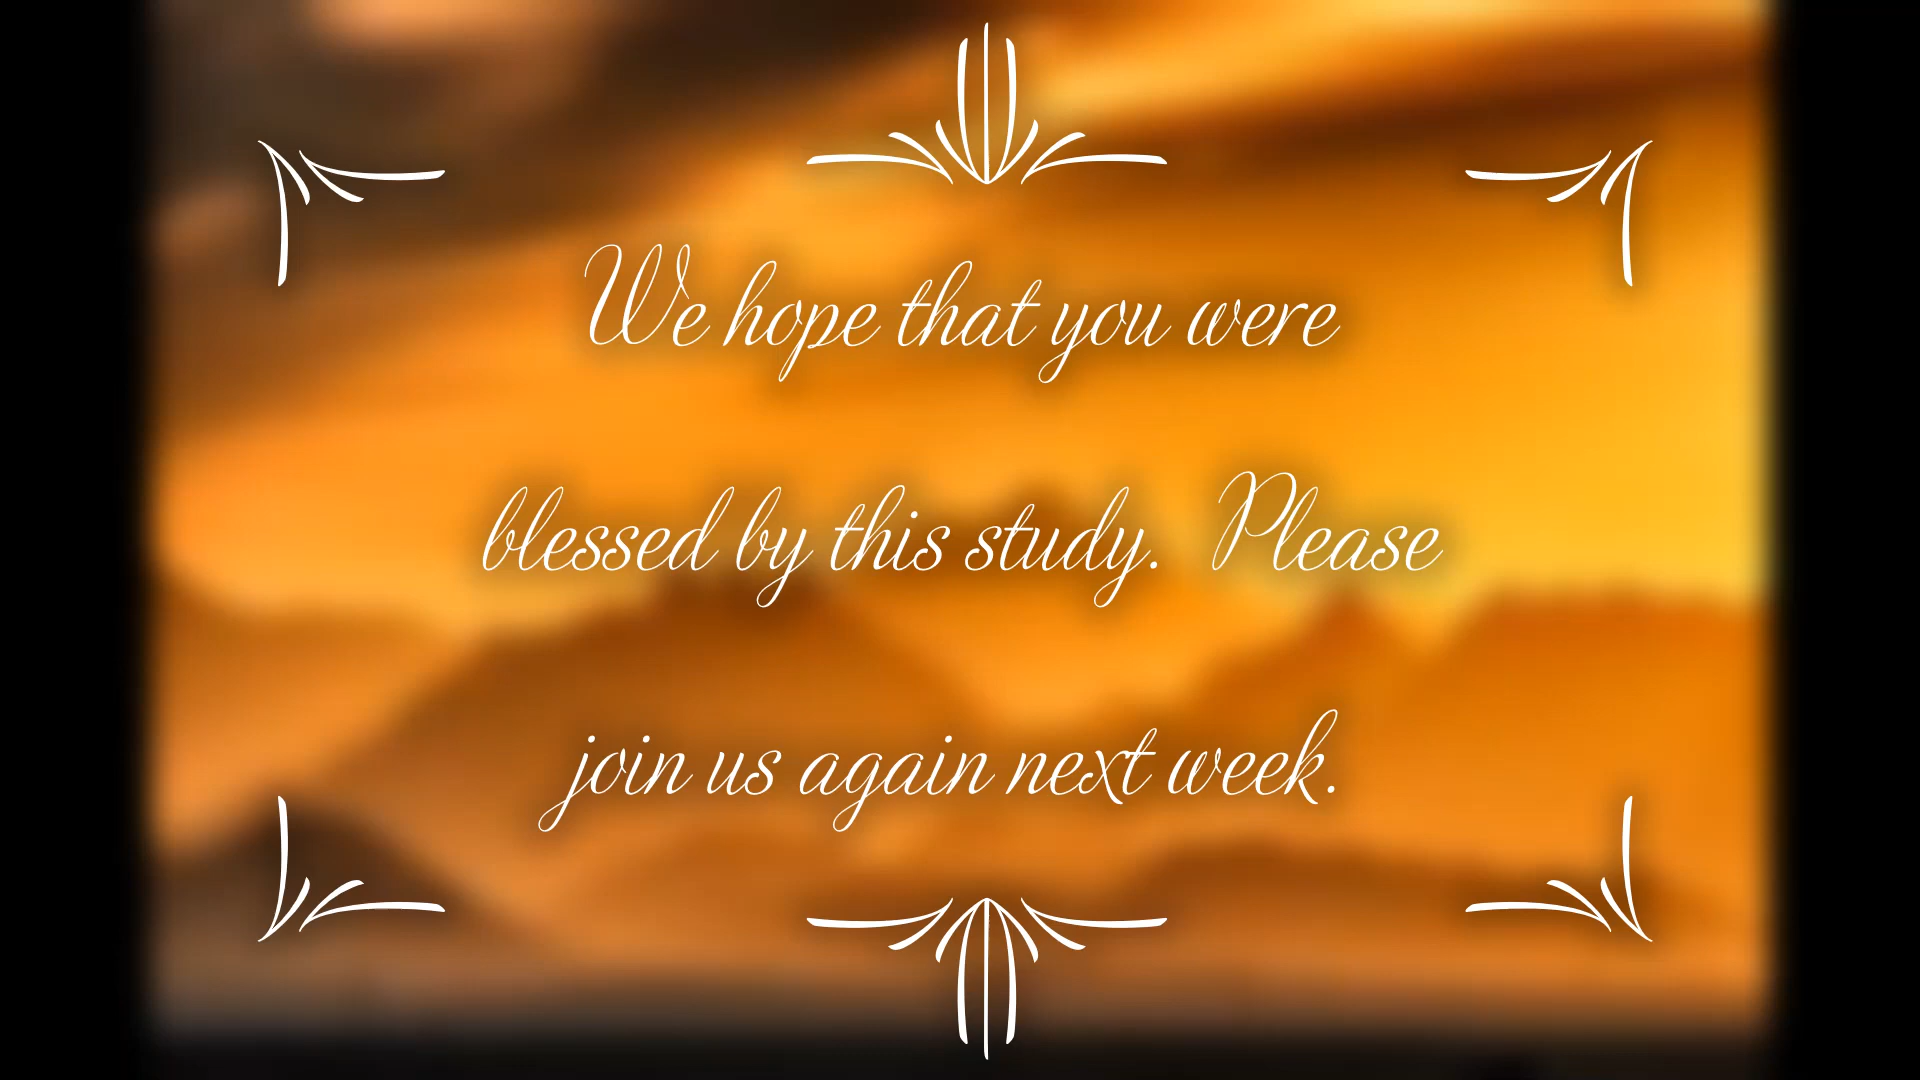 We hope that you were
blessed by this study.  Please
join us again next week.